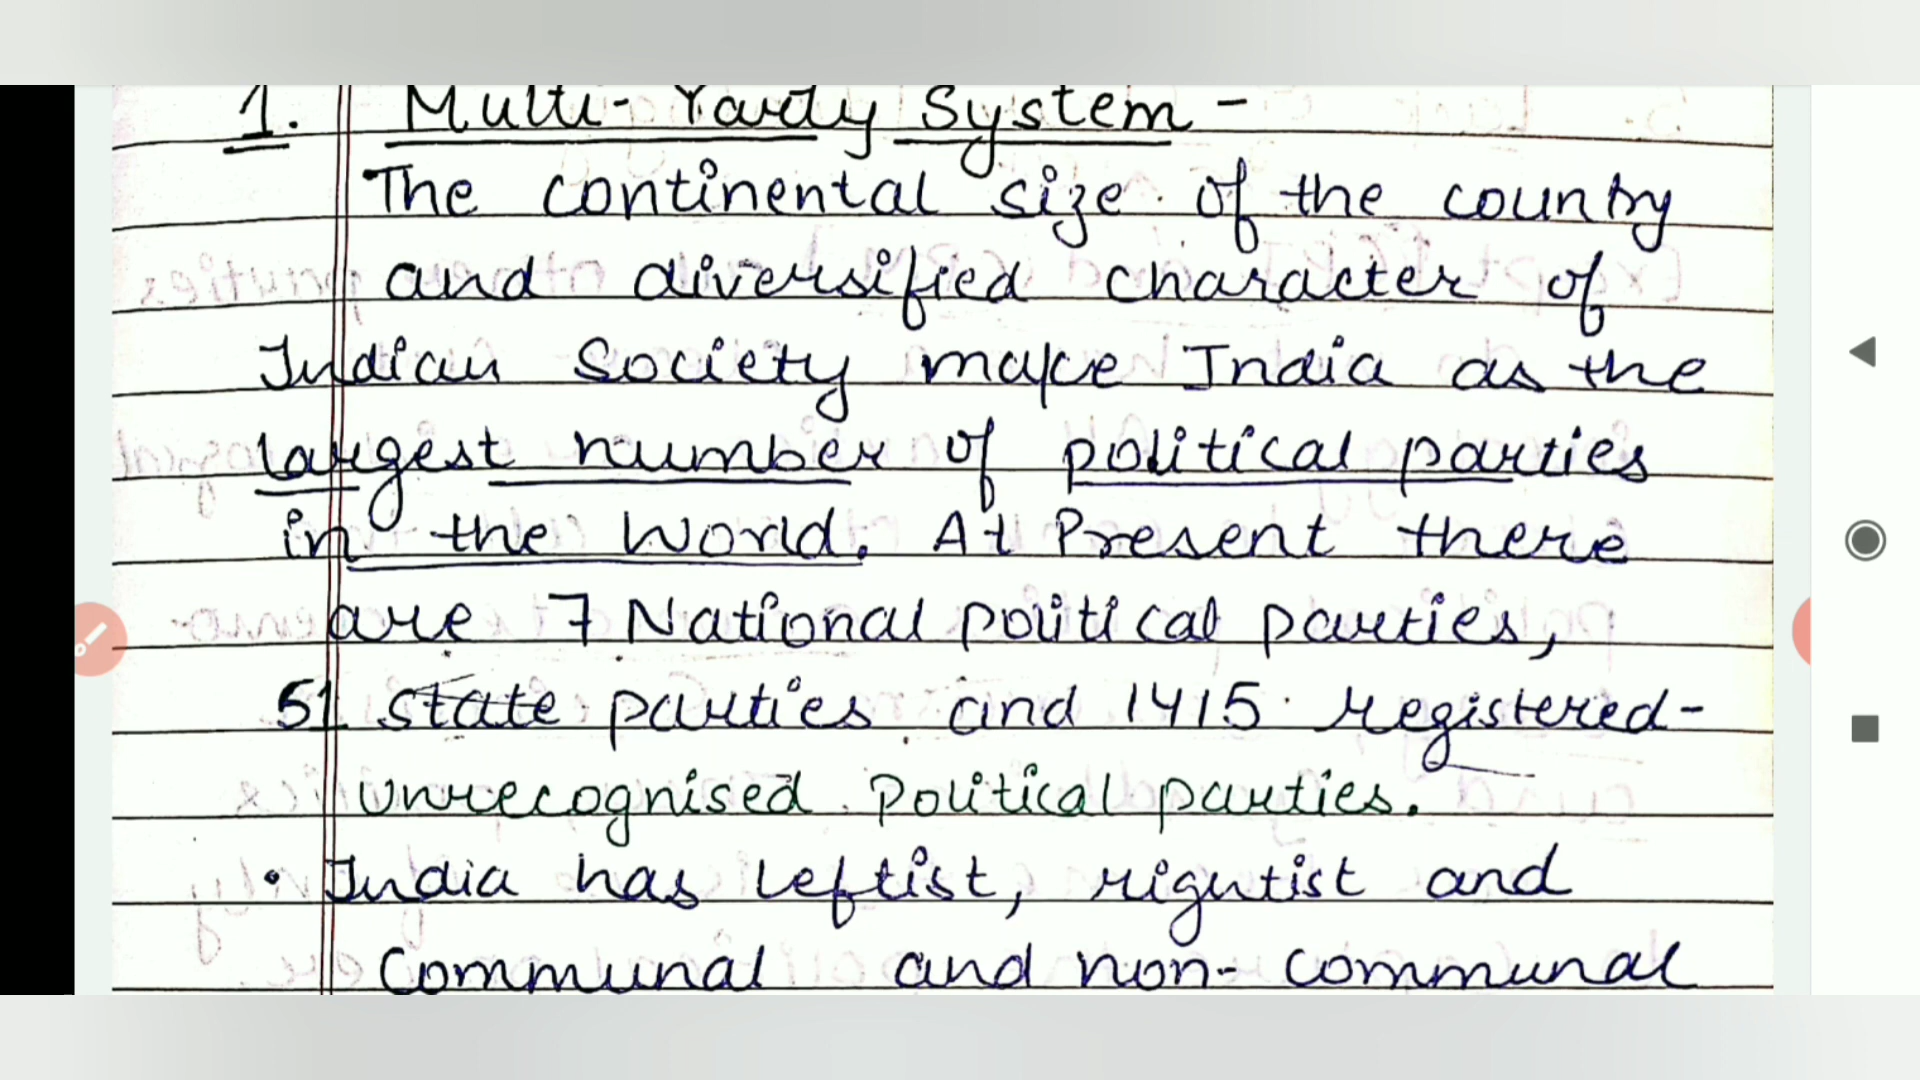 1. Multi-Party System -
The continental size of the country
and diversified character of
Indian Society make India as the
largest number of political parties
in the World. At Present there
are 7 National political parties,
51 state parties and 1415 registered-
unrecognised Political parties.
• India has leftist, rigutist and
Communal and non-communal